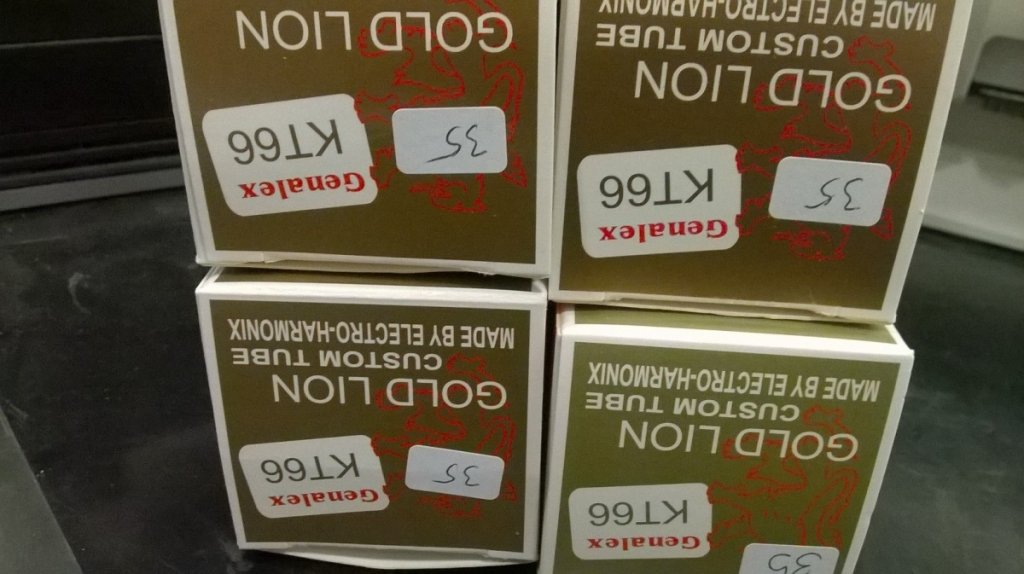 35
Genalex
KT66
GOLD LION
CUSTOM TUBE
MADE BY ELECTRO-HARMONIX
Genalex
35
KT66
GOLD LION
CUSTOM TUBE
MADE BY ELECTRO-HARMONIX
Genalex
35
KT66
GOLD LION
CUSTOM TUBE
MADE BY ELECTRO-HARMONIX
Genalex
35
KT66
GOLD LION